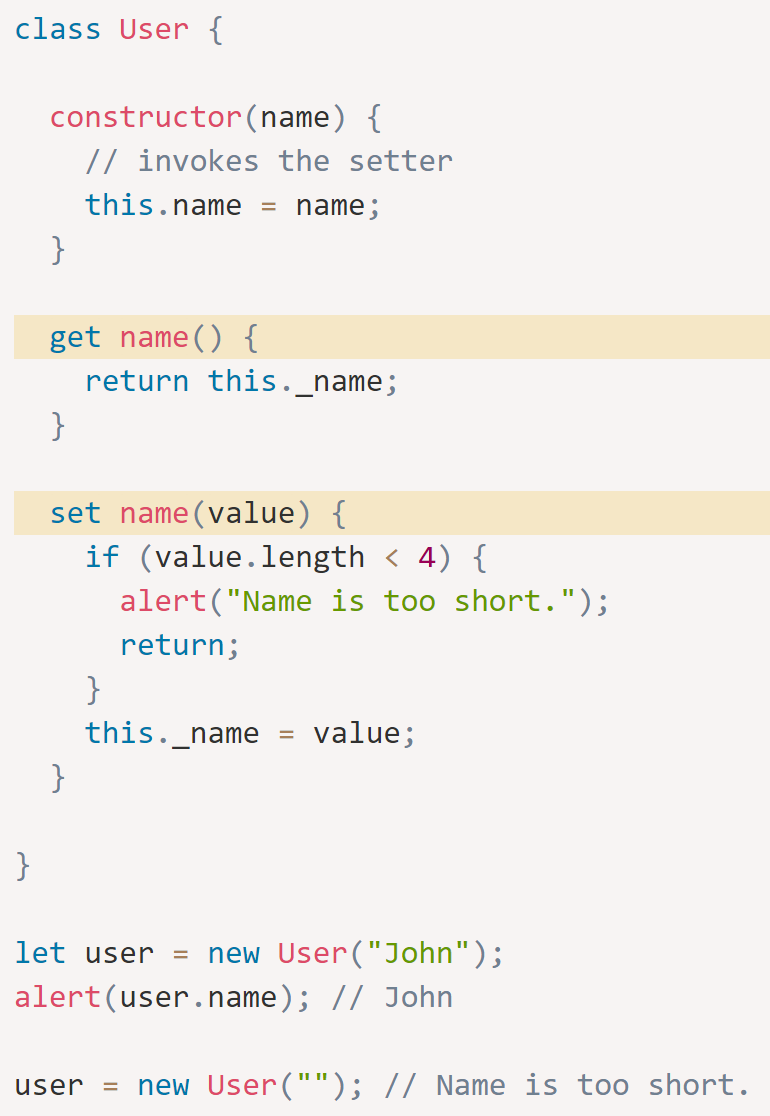 class User {

  constructor(name) {
    // invokes the setter
    this.name = name;
  }

  get name() {
    return this._name;
  }

  set name(value) {
    if (value.length < 4) {
      alert("Name is too short.");
      return;
    }
    this._name = value;
  }

}

let user = new User("John");
alert(user.name); // John

user = new User(""); // Name is too short.